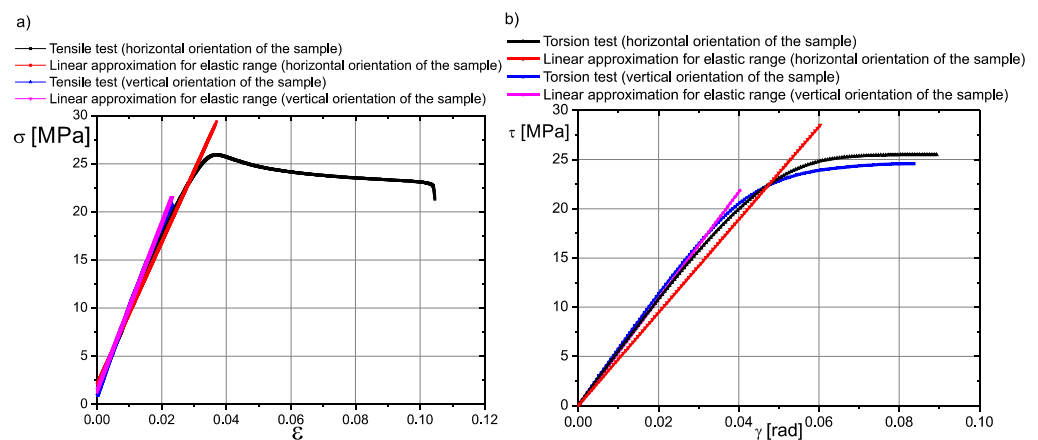 a)
Tensile test (horizontal orientation of the sample)
Linear approximation for elastic range (horizontal orientation of the sample)
Tensile test (vertical orientation of the sample)
Linear approximation for elastic range (vertical orientation of the sample)
σ [MPa]
30
25
20
15
10
5
0
0.00 0.02 0.04 0.06 0.08 0.10 0.12
ε
b)
Torsion test (horizontal orientation of the sample)
Linear approximation for elastic range (horizontal orientation of the sample)
Torsion test (vertical orientation of the sample)
Linear approximation for elastic range (vertical orientation of the sample)
τ [MPa]
30
25
20
15
10
5
0
0.00 0.02 0.04 0.06 0.08 0.10
γ [rad]